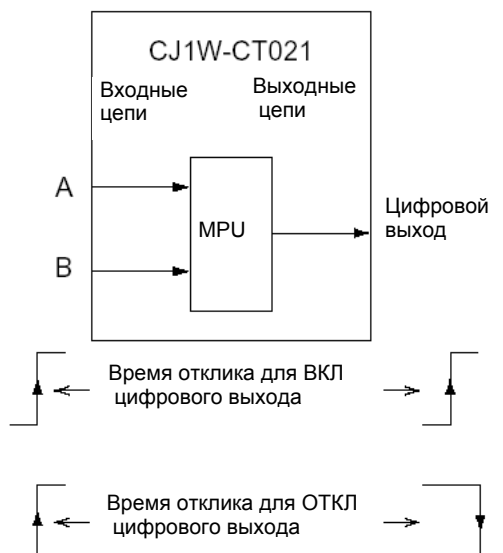 CJ1W-CT021
Входные
цепи
Выходные
цепи
A
B
MPU
Цифровой
выход
Время отклика для ВКЛ
цифрового выхода
Время отклика для ОТКЛ
цифрового выхода